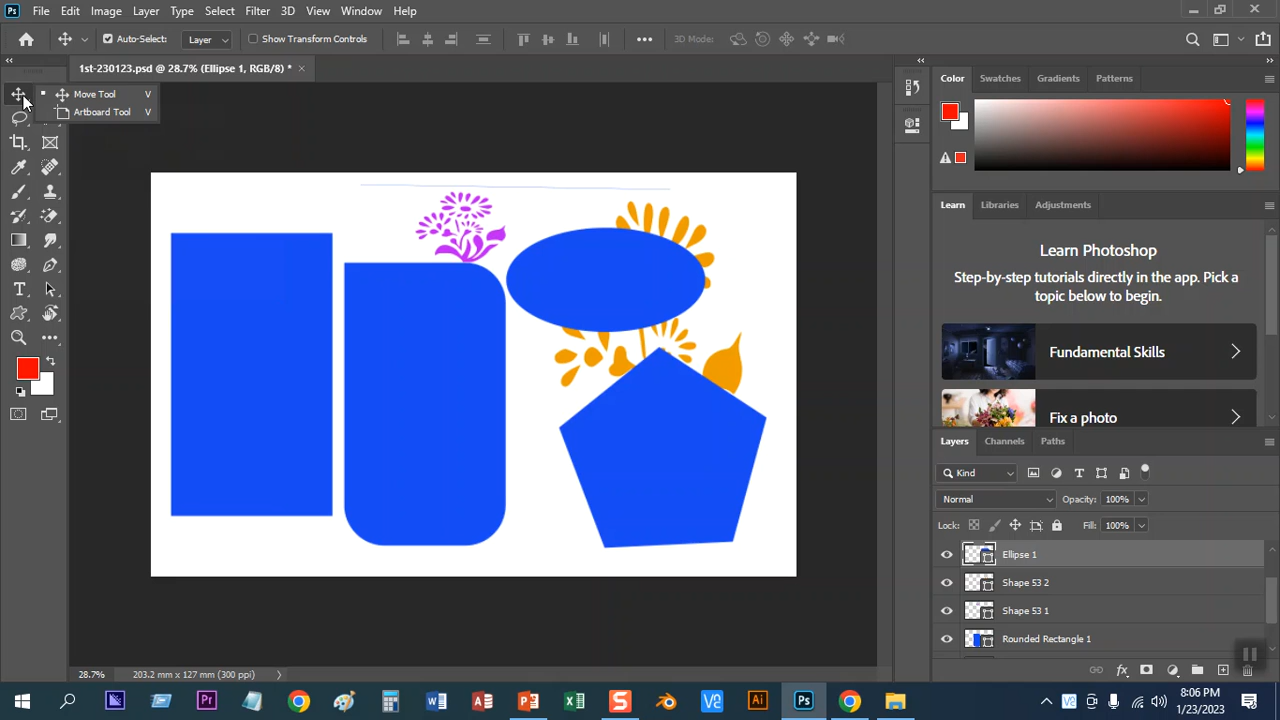 Ps File Edit Image Layer Type Select Filter 3D View Window Help
Auto-Select: Layer Show Transform Controls 3D Mode:
1st-230123.psd @ 28.7% (Ellipse 1, RGB/8) *
Move Tool V
Artboard Tool V
Color Swatches Gradients Patterns
Learn Libraries Adjustments
Learn Photoshop
Step-by-step tutorials directly in the app. Pick a
topic below to begin.
Fundamental Skills
Fix a photo
Layers Channels Paths
Kind
Normal Opacity: 100%
Lock: Fill: 100%
Ellipse 1
Shape 53 2
Shape 53 1
Rounded Rectangle 1
28.7% 203.2 mm x 127 mm (300 ppi)
8:06 PM
1/23/2023